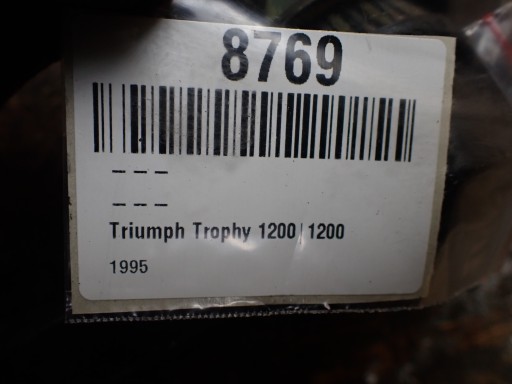 8769
– – –
– – –
Triumph Trophy 1200|1200
1995